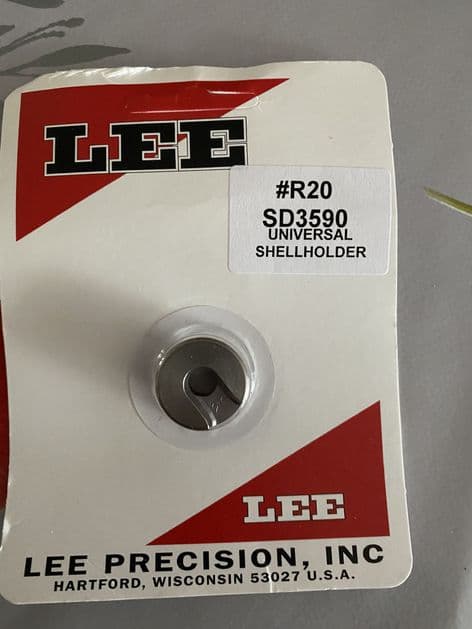 LEE
#R20
SD3590
UNIVERSAL
SHELLHOLDER
LEE
LEE PRECISION, INC
HARTFORD, WISCONSIN 53027 U.S.A.